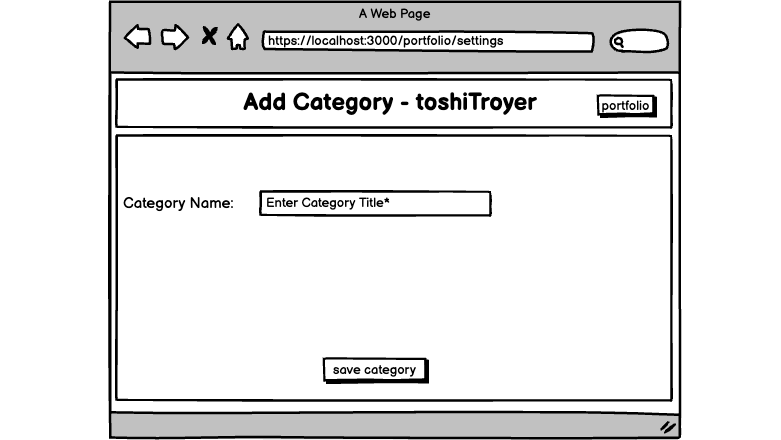 A Web Page
https://localhost:3000/portfolio/settings
Add Category - toshiTroyer
portfolio
Category Name: Enter Category Title*
save category